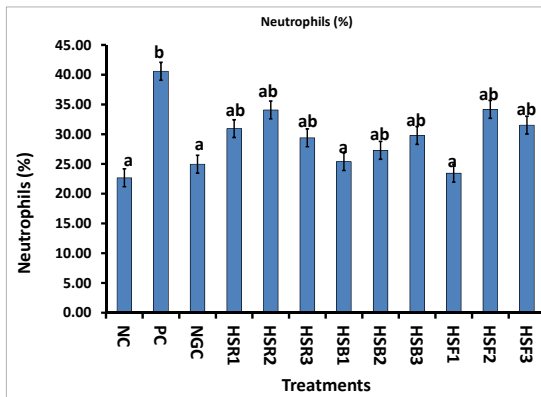 Neutrophils (%)
45.00
40.00
35.00
30.00
25.00
20.00
15.00
10.00
5.00
0.00
Neutrophils (%)
a
b
a
ab
ab
ab
a
ab
ab
a
ab
ab
NC
PC
NGC
HSR1
HSR2
HSR3
HSB1
HSB2
HSB3
HSF1
HSF2
HSF3
Treatments